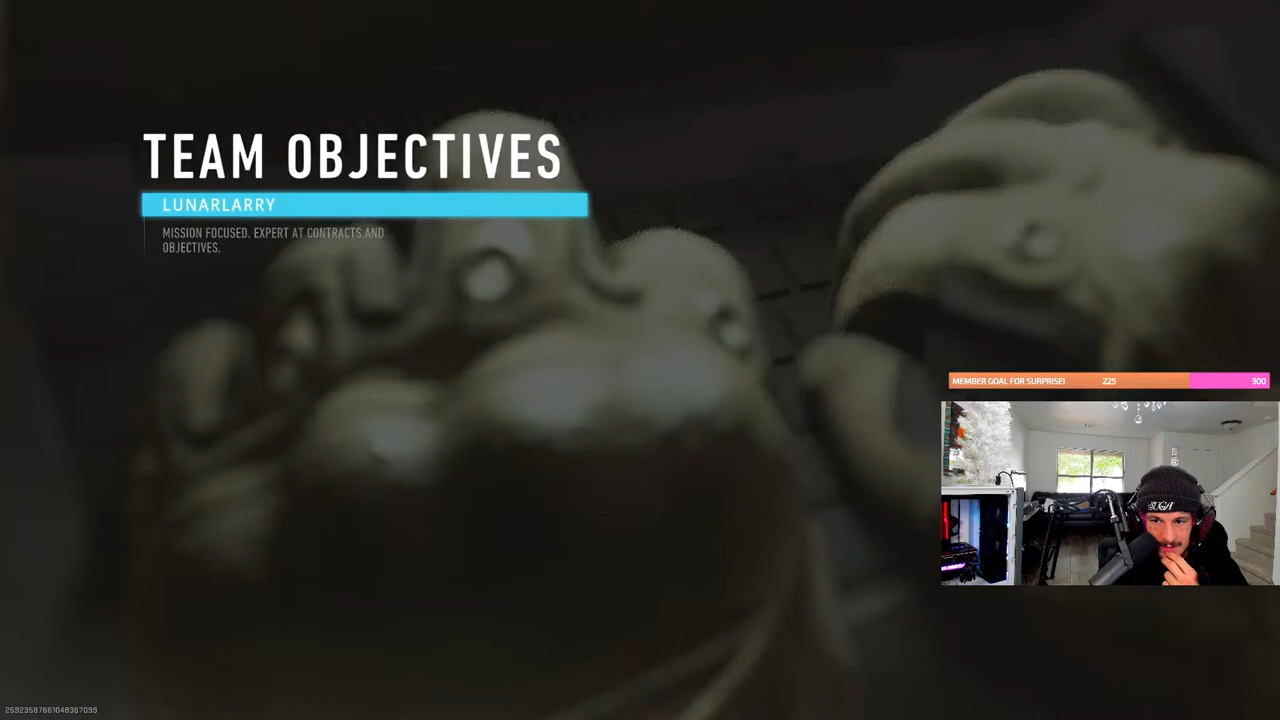 TEAM OBJECTIVES
LUNARLARRY
MISSION FOCUSED. EXPERT AT CONTRACTS AND
OBJECTIVES.
MEMBER GOAL FOR SURPRISE! 225 300